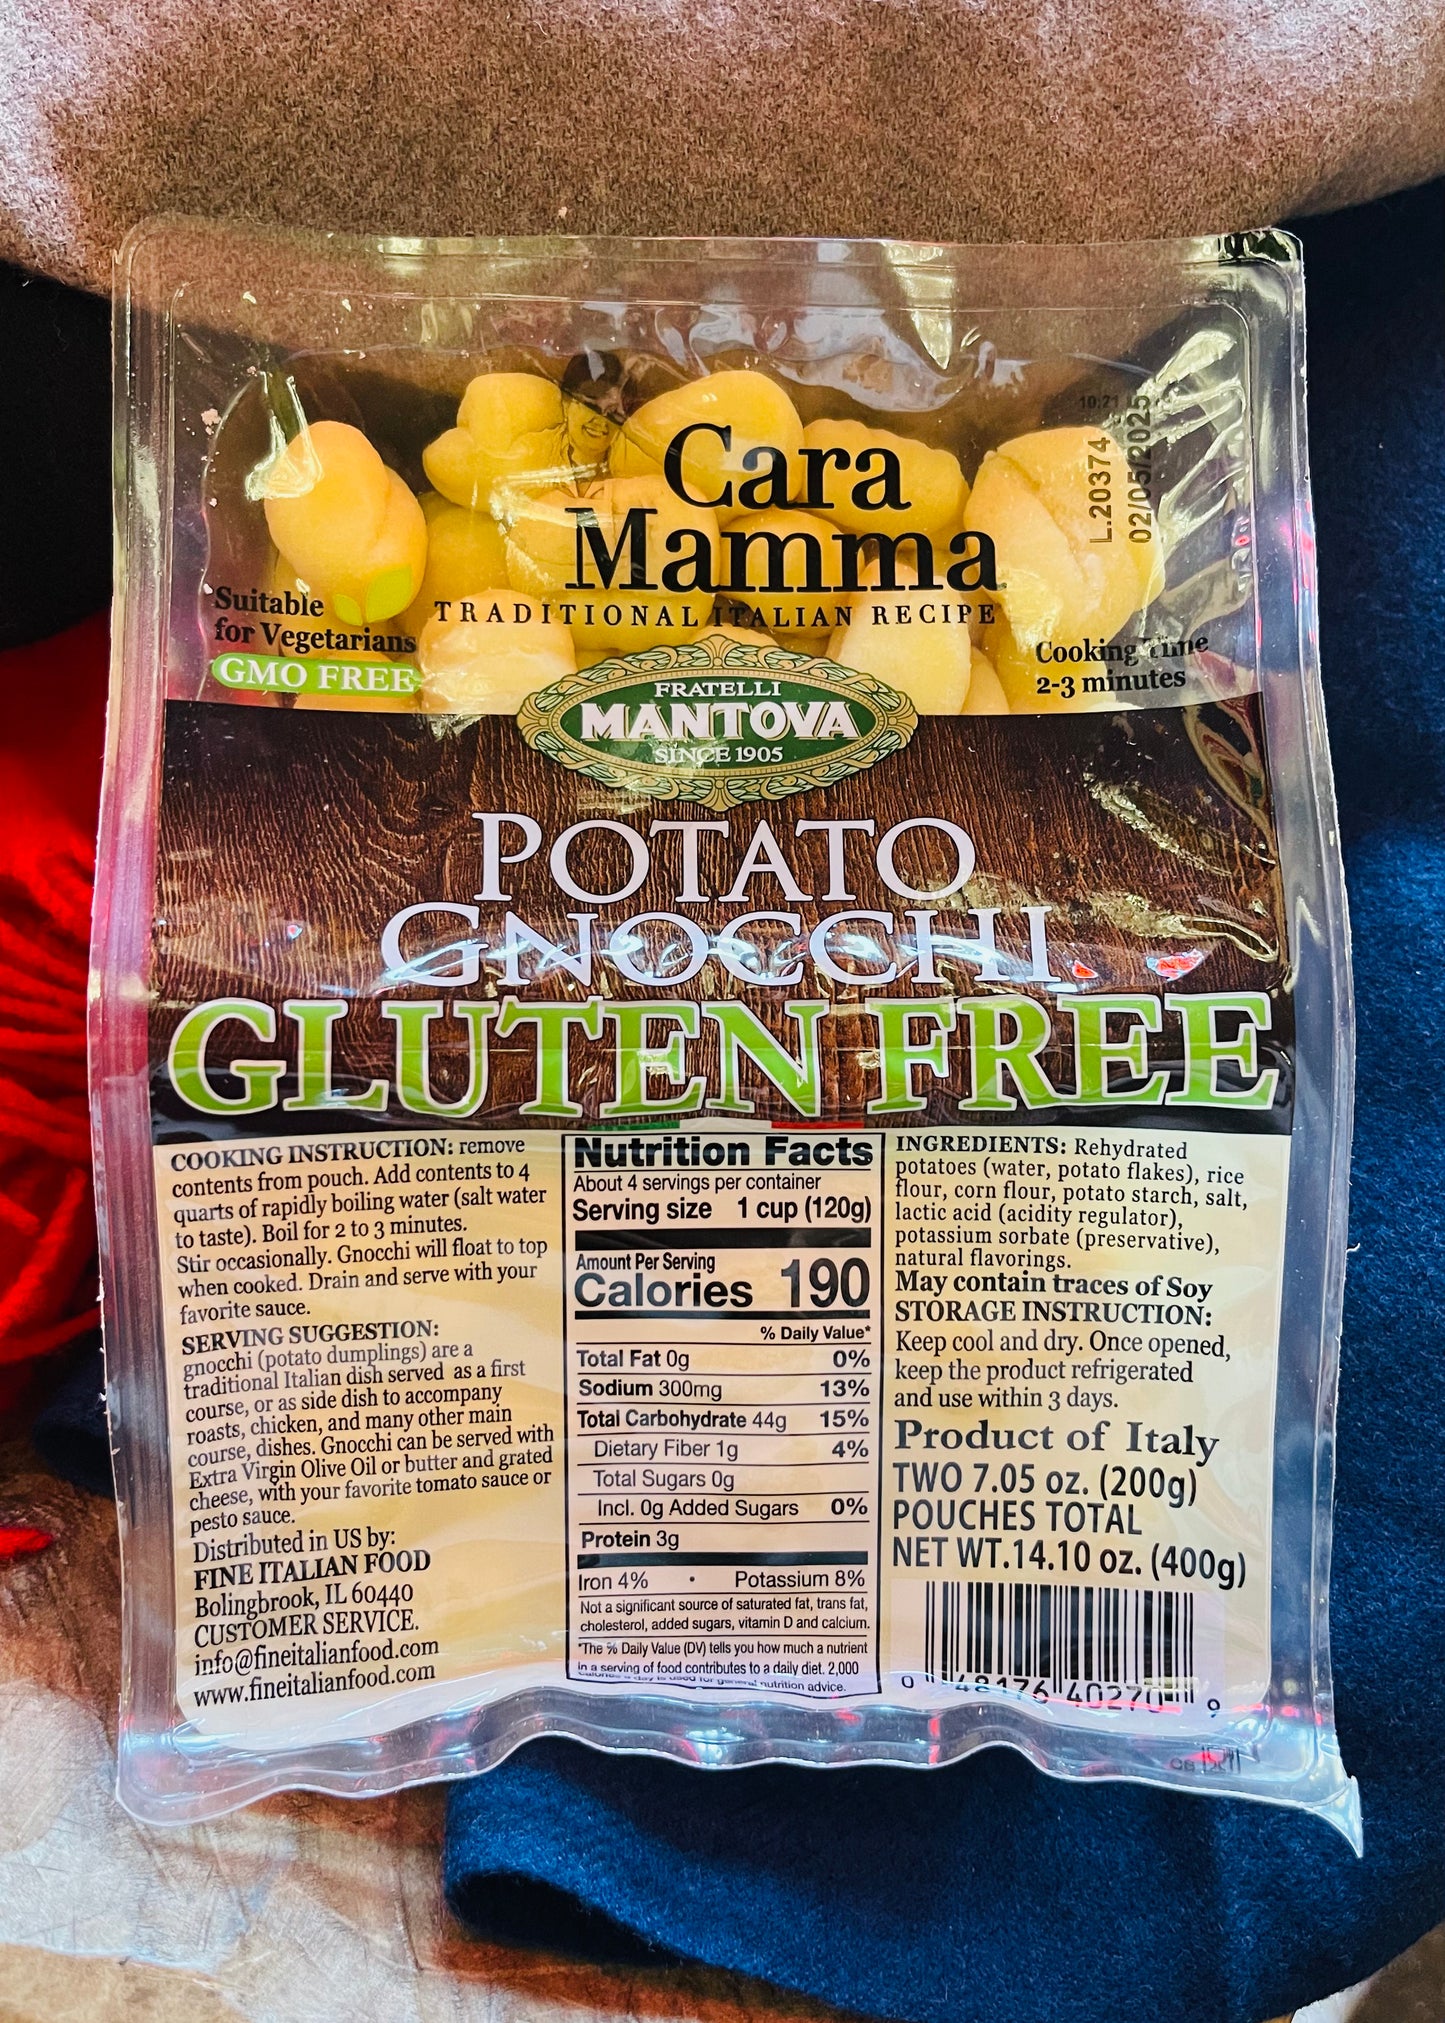 10:21
L.20374
02/05/2025
Cara
Mamma
TRADITIONAL ITALIAN RECIPE
Suitable
for Vegetarians
GMO FREE
Cooking Time
2-3 minutes
FRATELLI
MANTOVA
SINCE 1905
POTATO
GNOCCHI
GLUTEN FREE
COOKING INSTRUCTION: remove
contents from pouch. Add contents to 4
quarts of rapidly boiling water (salt water
to taste). Boil for 2 to 3 minutes.
Stir occasionally. Gnocchi will float to top
when cooked. Drain and serve with your
favorite sauce.
SERVING SUGGESTION:
gnocchi (potato dumplings) are a
traditional Italian dish served as a first
course, or as side dish to accompany
roasts, chicken, and many other main
course, dishes. Gnocchi can be served with
Extra Virgin Olive Oil or butter and grated
cheese, with your favorite tomato sauce or
pesto sauce.
Distributed in US by:
FINE ITALIAN FOOD
Bolingbrook, IL 60440
CUSTOMER SERVICE.
info@fineitalianfood.com
www.fineitalianfood.com
Nutrition Facts
About 4 servings per container
Serving size 1 cup (120g)
Amount Per Serving
Calories 190
% Daily Value*
Total Fat 0g 0%
Sodium 300mg 13%
Total Carbohydrate 44g 15%
Dietary Fiber 1g 4%
Total Sugars 0g
Incl. 0g Added Sugars 0%
Protein 3g
Iron 4% • Potassium 8%
Not a significant source of saturated fat, trans fat,
cholesterol, added sugars, vitamin D and calcium.
*The % Daily Value (DV) tells you how much a nutrient
in a serving of food contributes to a daily diet. 2,000
calories a day is used for general nutrition advice.
INGREDIENTS: Rehydrated
potatoes (water, potato flakes), rice
flour, corn flour, potato starch, salt,
lactic acid (acidity regulator),
potassium sorbate (preservative),
natural flavorings.
May contain traces of Soy
STORAGE INSTRUCTION:
Keep cool and dry. Once opened,
keep the product refrigerated
and use within 3 days.
Product of Italy
TWO 7.05 oz. (200g)
POUCHES TOTAL
NET WT.14.10 oz. (400g)
0 48176 40270 9